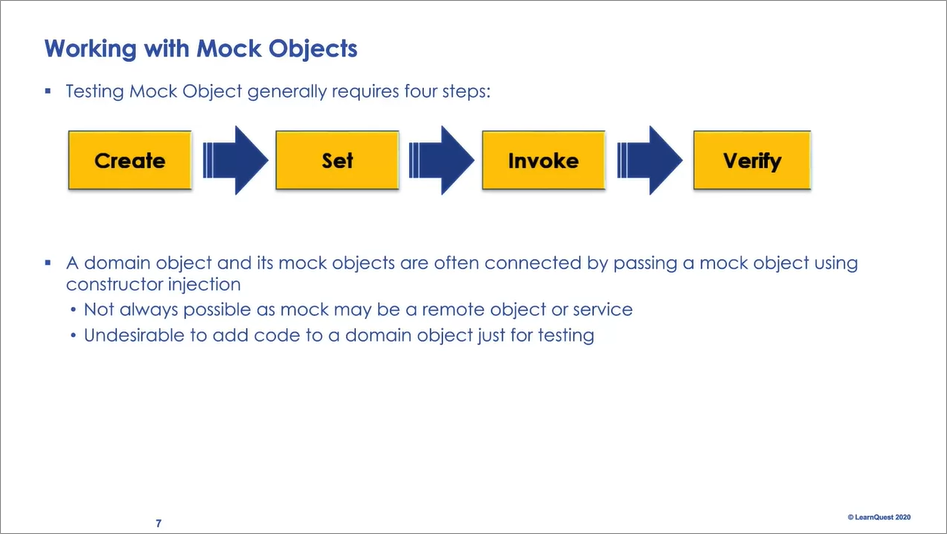 Working with Mock Objects
▪ Testing Mock Object generally requires four steps:
Create
Set
Invoke
Verify
▪ A domain object and its mock objects are often connected by passing a mock object using
constructor injection
• Not always possible as mock may be a remote object or service
• Undesirable to add code to a domain object just for testing
7
© LearnQuest 2020